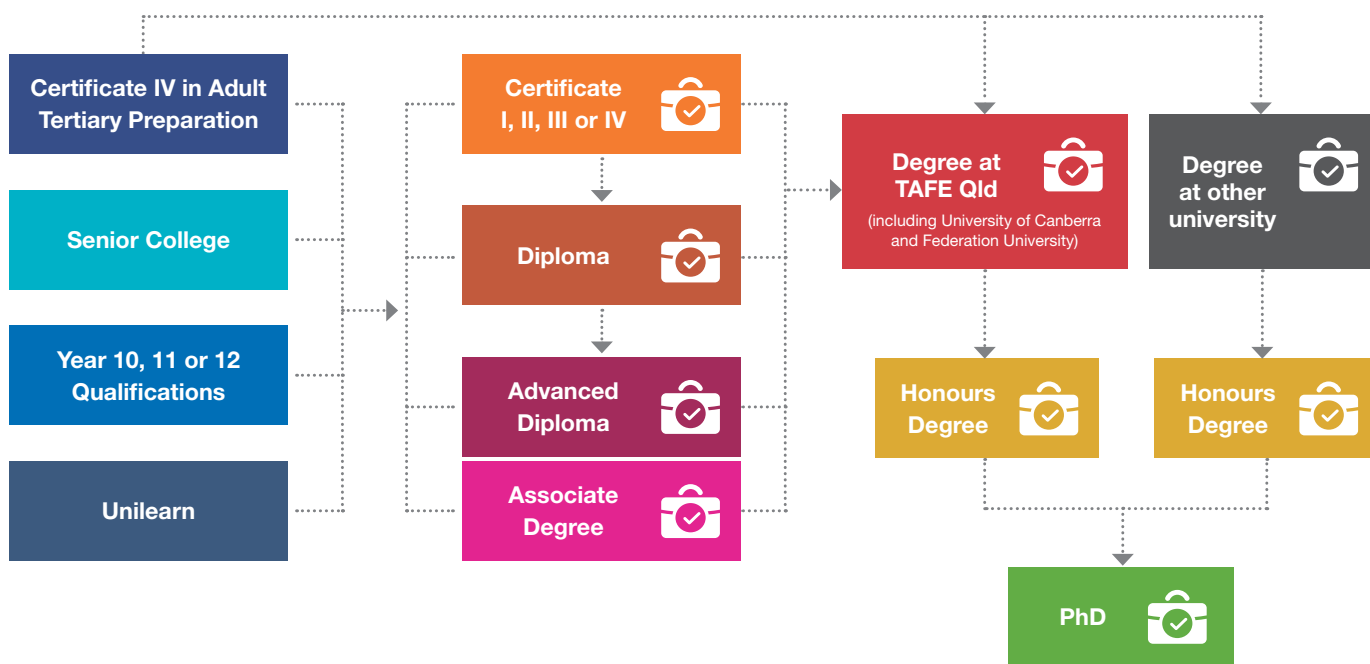 Certificate IV in Adult
Tertiary Preparation
Senior College
Year 10, 11 or 12
Qualifications
Unilearn
Certificate
I, II, III or IV
Diploma
Advanced
Diploma
Associate
Degree
Degree at
TAFE Qld
(including University of Canberra
and Federation University)
Degree
at other
university
Honours
Degree
Honours
Degree
PhD